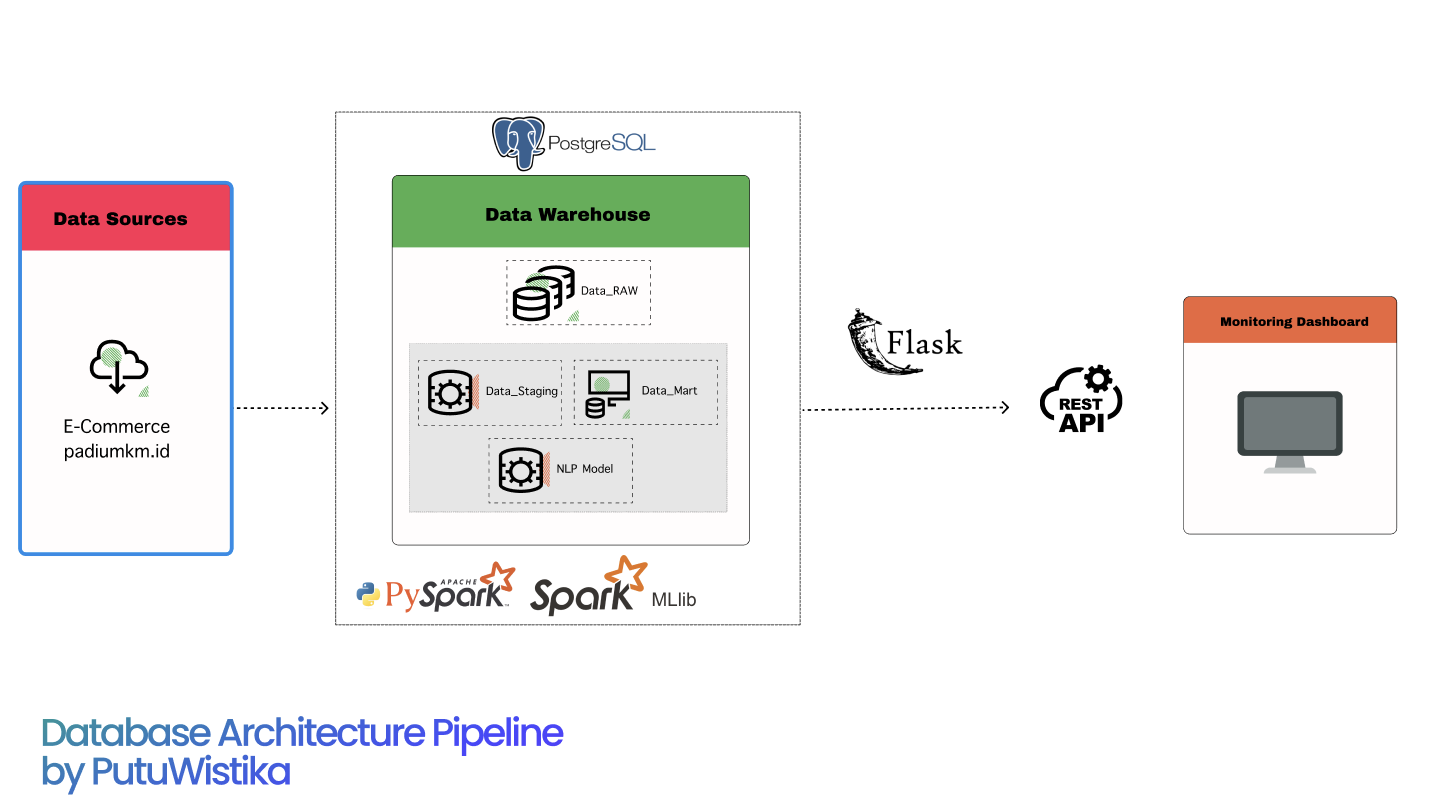 Data Sources
E-Commerce
padiumkm.id
PostgreSQL
Data Warehouse
Data_RAW
Data_Staging
Data_Mart
NLP Model
APACHE
PySpark™
Spark MLlib
Flask
REST
API
Monitoring Dashboard
Database Architecture Pipeline
by PutuWistika